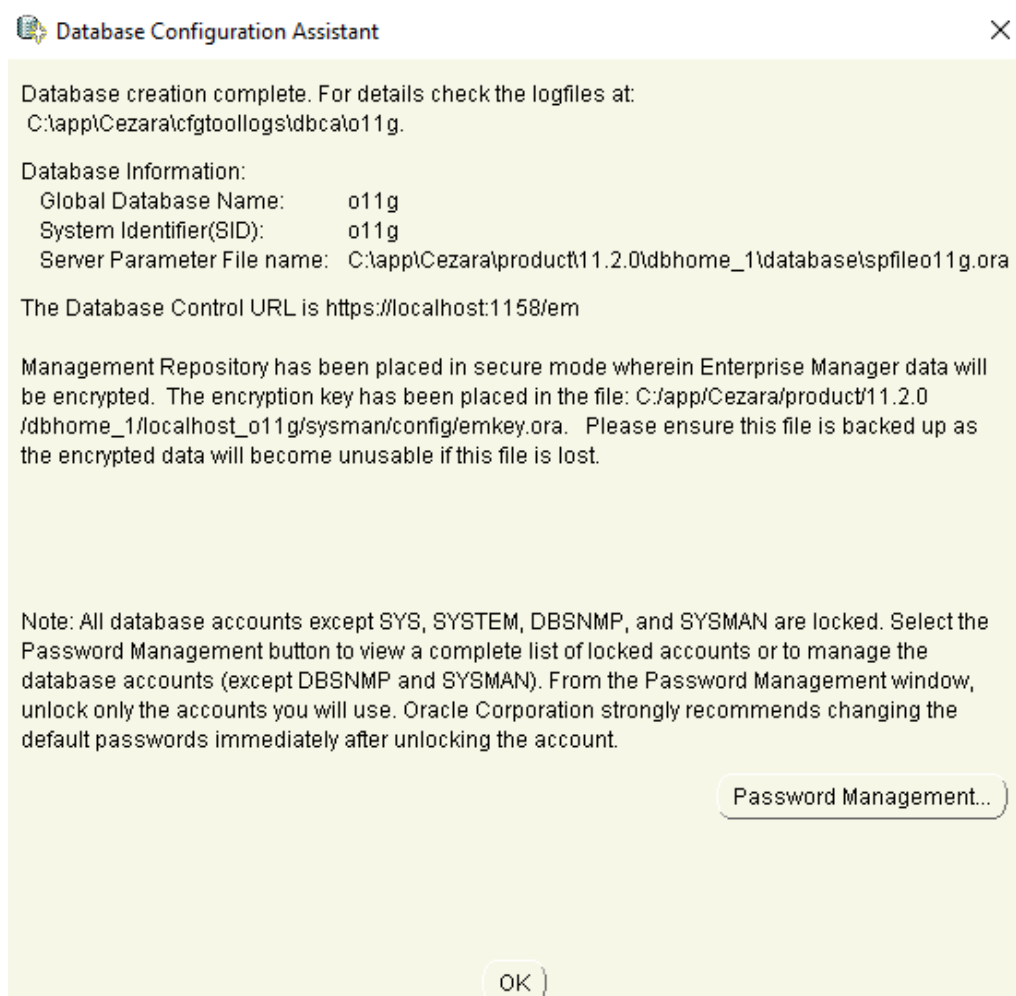 Database Configuration Assistant
Database creation complete. For details check the logfiles at:
C:\app\Cezara\cfgtoollogs\dbca\o11g.
Database Information:
Global Database Name: o11g
System Identifier(SID): o11g
Server Parameter File name: C:\app\Cezara\product\11.2.0\dbhome_1\database\spfileo11g.ora
The Database Control URL is https://localhost:1158/em
Management Repository has been placed in secure mode wherein Enterprise Manager data will
be encrypted. The encryption key has been placed in the file: C:/app/Cezara/product/11.2.0
/dbhome_1/localhost_o11g/sysman/config/emkey.ora. Please ensure this file is backed up as
the encrypted data will become unusable if this file is lost.
Note: All database accounts except SYS, SYSTEM, DBSNMP, and SYSMAN are locked. Select the
Password Management button to view a complete list of locked accounts or to manage the
database accounts (except DBSNMP and SYSMAN). From the Password Management window,
unlock only the accounts you will use. Oracle Corporation strongly recommends changing the
default passwords immediately after unlocking the account.
Password Management...
OK